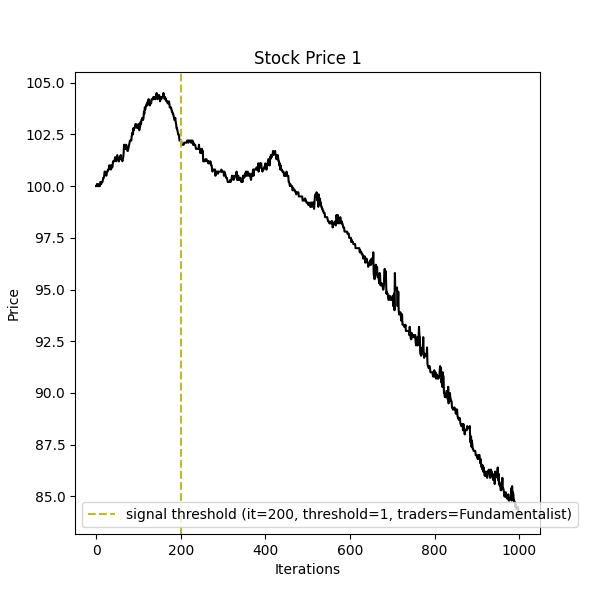 Stock Price 1
105.0
102.5
100.0
97.5
95.0
92.5
90.0
87.5
85.0
Price
signal threshold (it=200, threshold=1, traders=Fundamentalist)
0 200 400 600 800 1000
Iterations